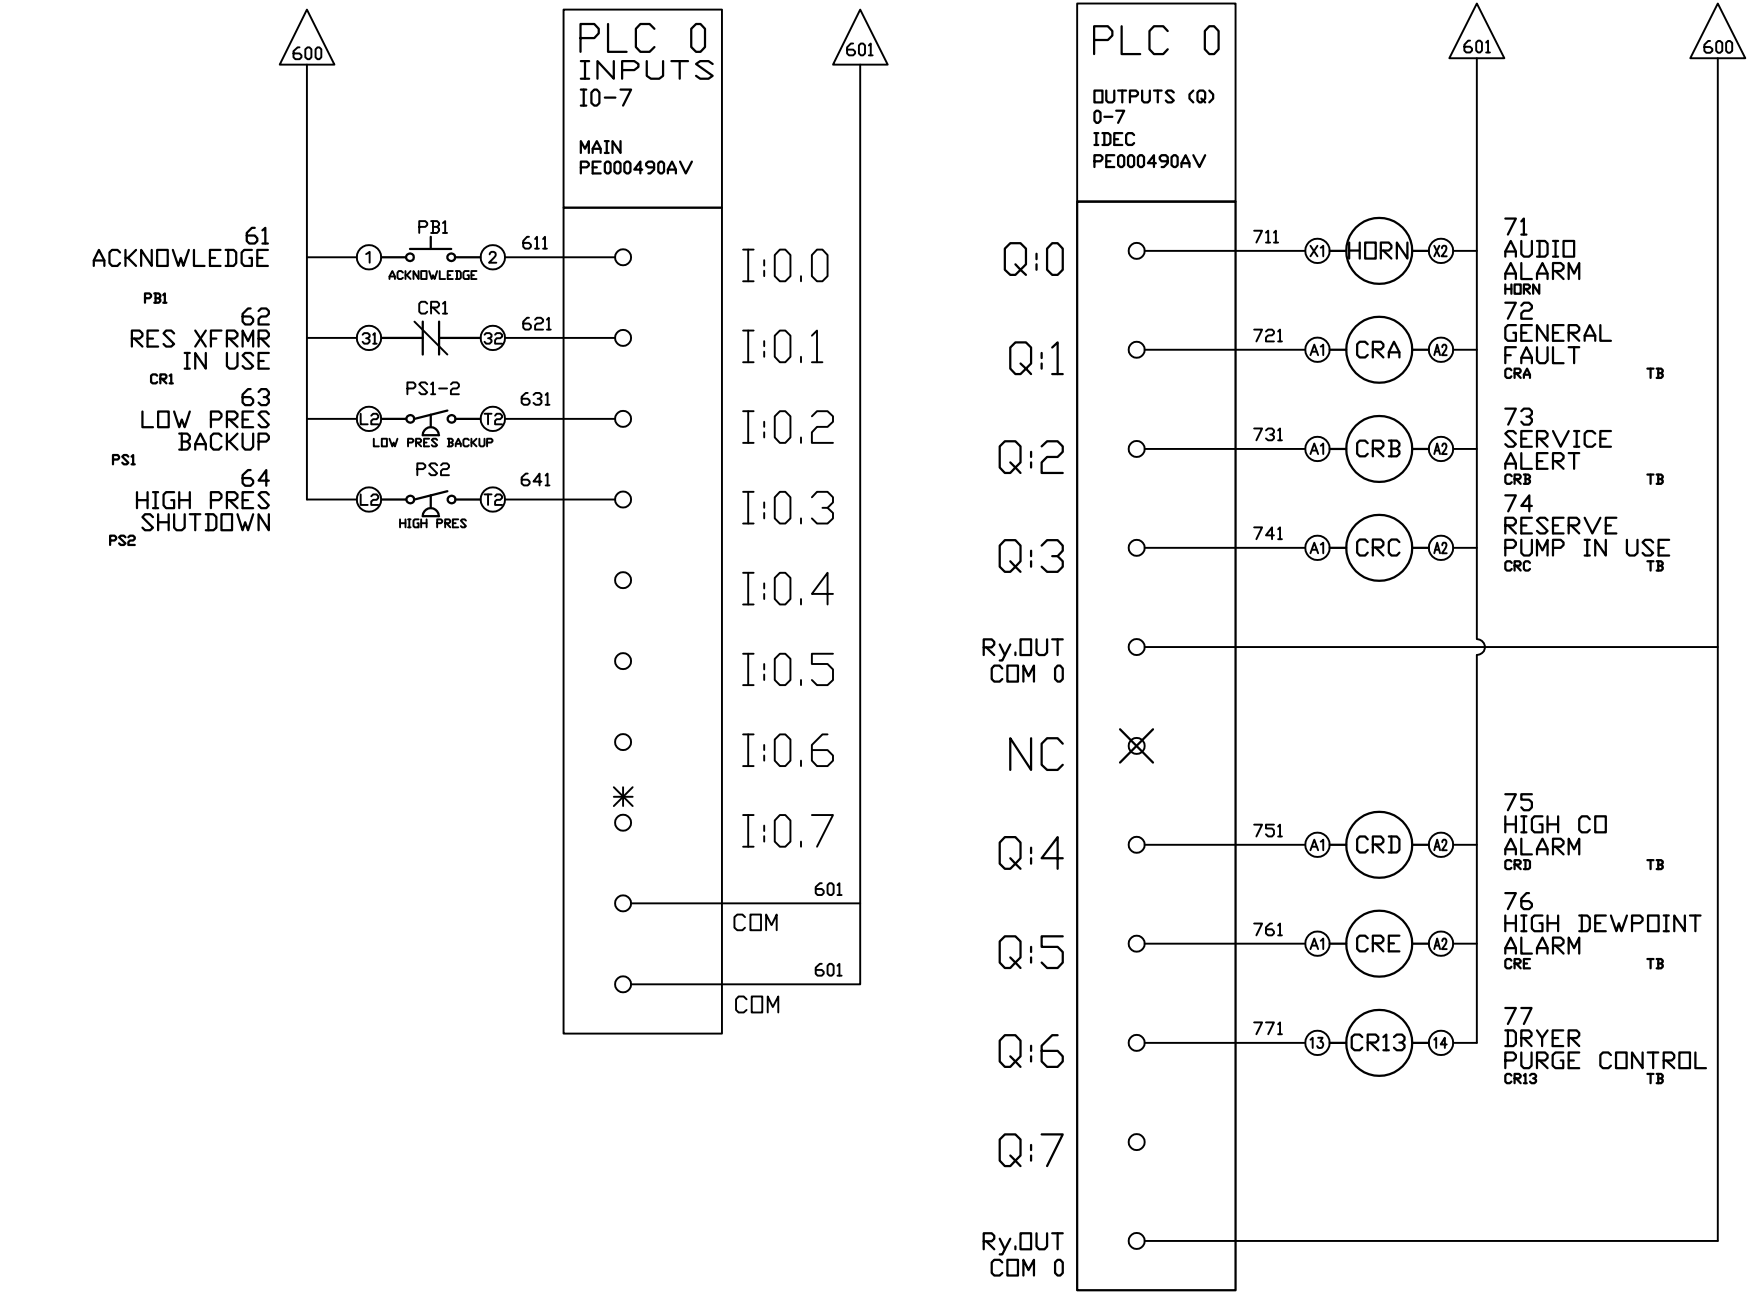 600
PLC 0
INPUTS
I0-7
MAIN
PE000490AV
601
61
ACKNOWLEDGE
PB1
1
PB1
2
ACKNOWLEDGE
611
I:0.0
62
RES XFRMR
IN USE
CR1
31
CR1
32
621
I:0.1
63
LOW PRES
BACKUP
PS1
L2
PS1-2
T2
LOW PRES BACKUP
631
I:0.2
64
HIGH PRES
SHUTDOWN
PS2
L2
PS2
T2
HIGH PRES
641
I:0.3
I:0.4
I:0.5
I:0.6
*
I:0.7
601
COM
601
COM
PLC 0
OUTPUTS (Q)
0-7
IDEC
PE000490AV
601
600
Q:0
711
X1
HORN
X2
71
AUDIO
ALARM
HORN
Q:1
721
A1
CRA
A2
72
GENERAL
FAULT
CRA TB
Q:2
731
A1
CRB
A2
73
SERVICE
ALERT
CRB TB
Q:3
741
A1
CRC
A2
74
RESERVE
PUMP IN USE
CRC TB
Ry.OUT
COM 0
NC
Q:4
751
A1
CRD
A2
75
HIGH CO
ALARM
CRD TB
Q:5
761
A1
CRE
A2
76
HIGH DEWPOINT
ALARM
CRE TB
Q:6
771
13
CR13
14
77
DRYER
PURGE CONTROL
CR13 TB
Q:7
Ry.OUT
COM 0